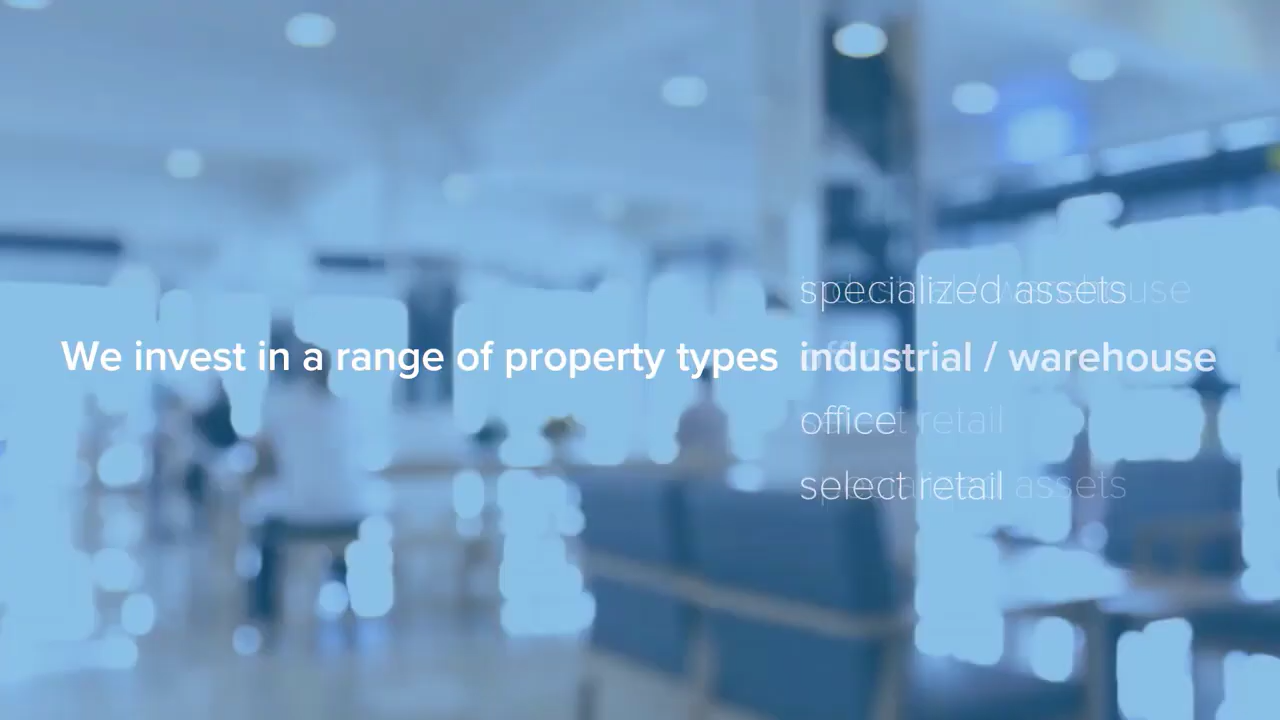 specialized assets
We invest in a range of property types industrial / warehouse
office
select retail